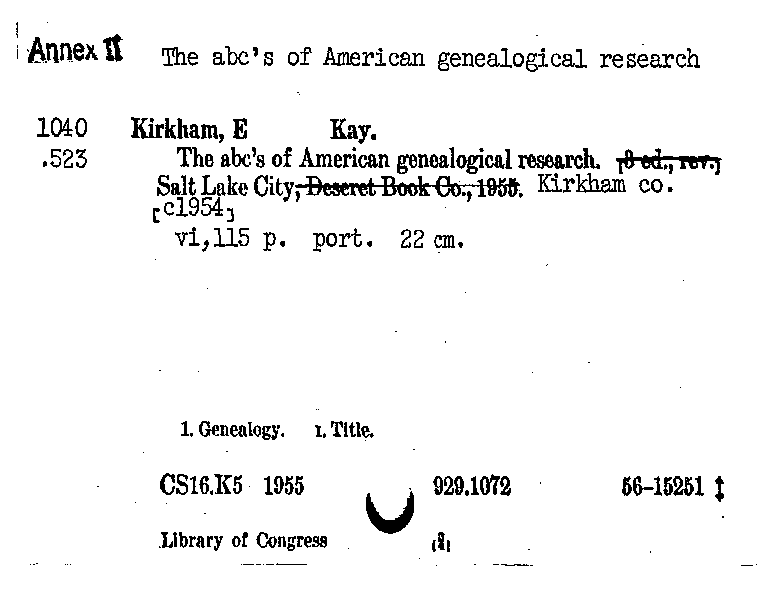 Annex II The abc's of American genealogical research
1040 Kirkham, E Kay.
.523 The abc's of American genealogical research. [3 ed., rev.]
Salt Lake City, Deseret Book Co., 1955. Kirkham co.
[c1954]
vi,115 p. port. 22 cm.
1. Genealogy. I. Title.
CS16.K5 1955 929.1072 56-15251 ‡
Library of Congress